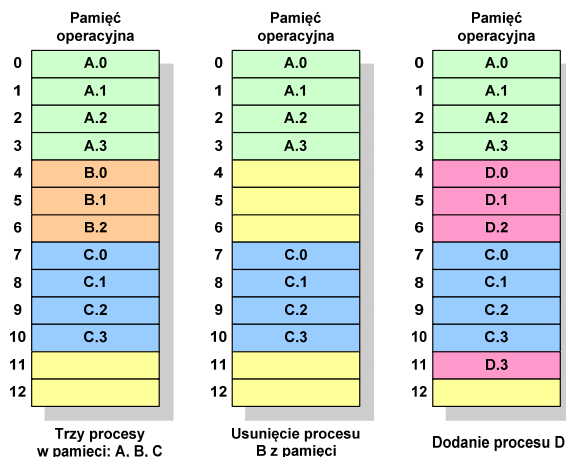 Pamięć
operacyjna
0 A.0
1 A.1
2 A.2
3 A.3
4 B.0
5 B.1
6 B.2
7 C.0
8 C.1
9 C.2
10 C.3
11
12
Trzy procesy
w pamięci: A, B, C
Pamięć
operacyjna
0 A.0
1 A.1
2 A.2
3 A.3
4
5
6
7 C.0
8 C.1
9 C.2
10 C.3
11
12
Usunięcie procesu
B z pamięci
Pamięć
operacyjna
0 A.0
1 A.1
2 A.2
3 A.3
4 D.0
5 D.1
6 D.2
7 C.0
8 C.1
9 C.2
10 C.3
11 D.3
12
Dodanie procesu D